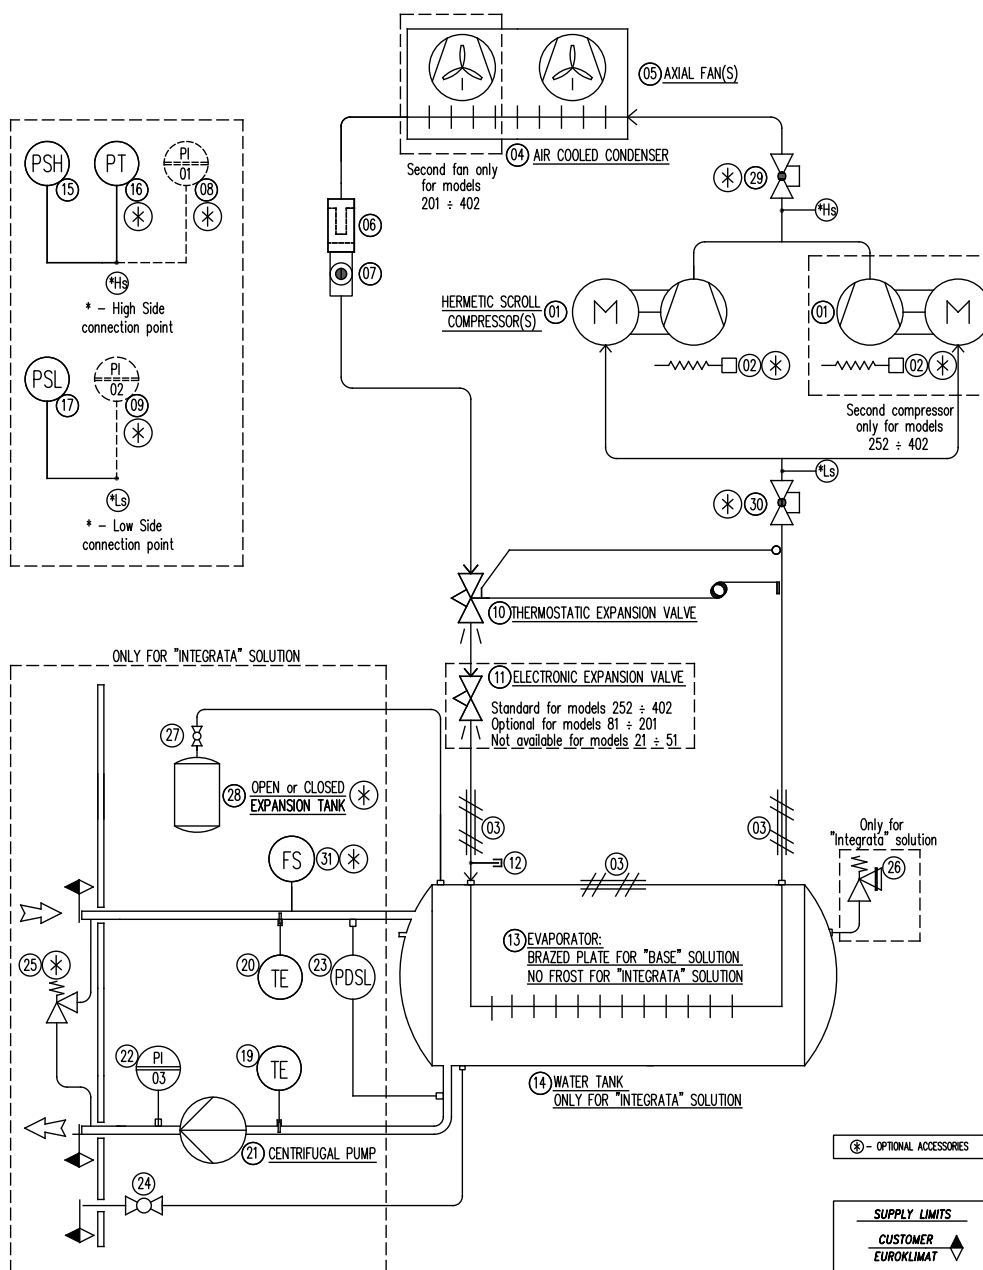 05 AXIAL FAN(S)
04 AIR COOLED CONDENSER
Second fan only
for models
201 ÷ 402
PSH
15
PT
16
PI
01
08
*Hs
* - High Side
connection point
PSL
17
PI
02
09
*Ls
* - Low Side
connection point
06
07
29
*Hs
HERMETIC SCROLL
COMPRESSOR(S)
01
M
01
M
02
02
Second compressor
only for models
252 ÷ 402
*Ls
30
10 THERMOSTATIC EXPANSION VALVE
11 ELECTRONIC EXPANSION VALVE
Standard for models 252 ÷ 402
Optional for models 81 ÷ 201
Not available for models 21 ÷ 51
ONLY FOR "INTEGRATA" SOLUTION
27
28 OPEN or CLOSED
EXPANSION TANK
FS
31
03
03
03
12
Only for
"Integrata" solution
26
13 EVAPORATOR:
BRAZED PLATE FOR "BASE" SOLUTION
NO FROST FOR "INTEGRATA" SOLUTION
25
20
TE
23
PDSL
22
PI
03
19
TE
14 WATER TANK
ONLY FOR "INTEGRATA" SOLUTION
21 CENTRIFUGAL PUMP
24
- OPTIONAL ACCESSORIES
SUPPLY LIMITS
CUSTOMER
EUROKLIMAT